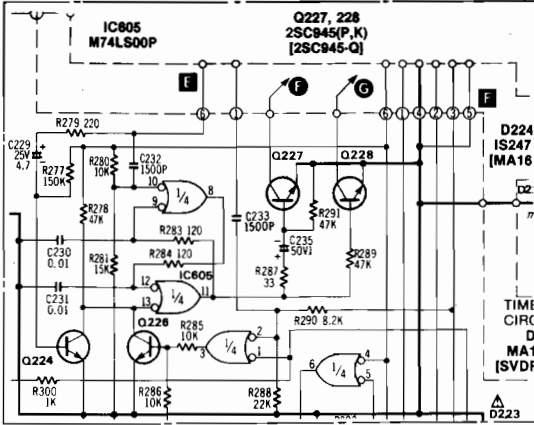 IC605
M74LS00P
Q227, 228
2SC945(P,K)
[2SC945-Q]
E
F
G
F
6
1
6
1
4
2
3
5
R279 220
C229
25V
4.7
R277
150K
R280
10K
C232
1500P
Q227
Q228
D224
IS247
[MA16
10
9
1/4
8
R278
47K
C233
1500P
R291
47K
R283 120
R284 120
C235
50V1
C230
0.01
R281
15K
IC605
R287
33
R289
47K
C231
0.01
12
13
1/4
11
R290 8.2K
Q224
Q226
R285
10K
3
1/4
2
1
TIME
CIRC
D
MA1
[SVDF
R300
1K
R286
10K
R288
22K
6
1/4
4
5
D223